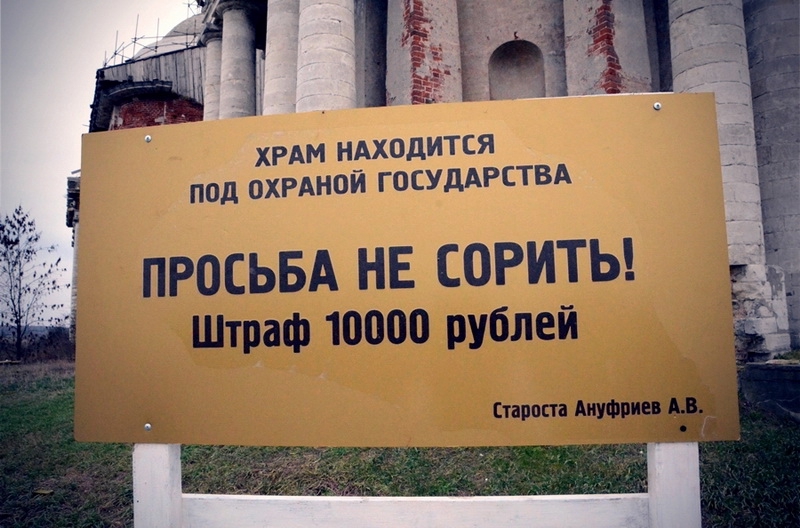 ХРАМ НАХОДИТСЯ
ПОД ОХРАНОЙ ГОСУДАРСТВА
ПРОСЬБА НЕ СОРИТЬ!
Штраф 10000 рублей
Староста Ануфриев А.В.